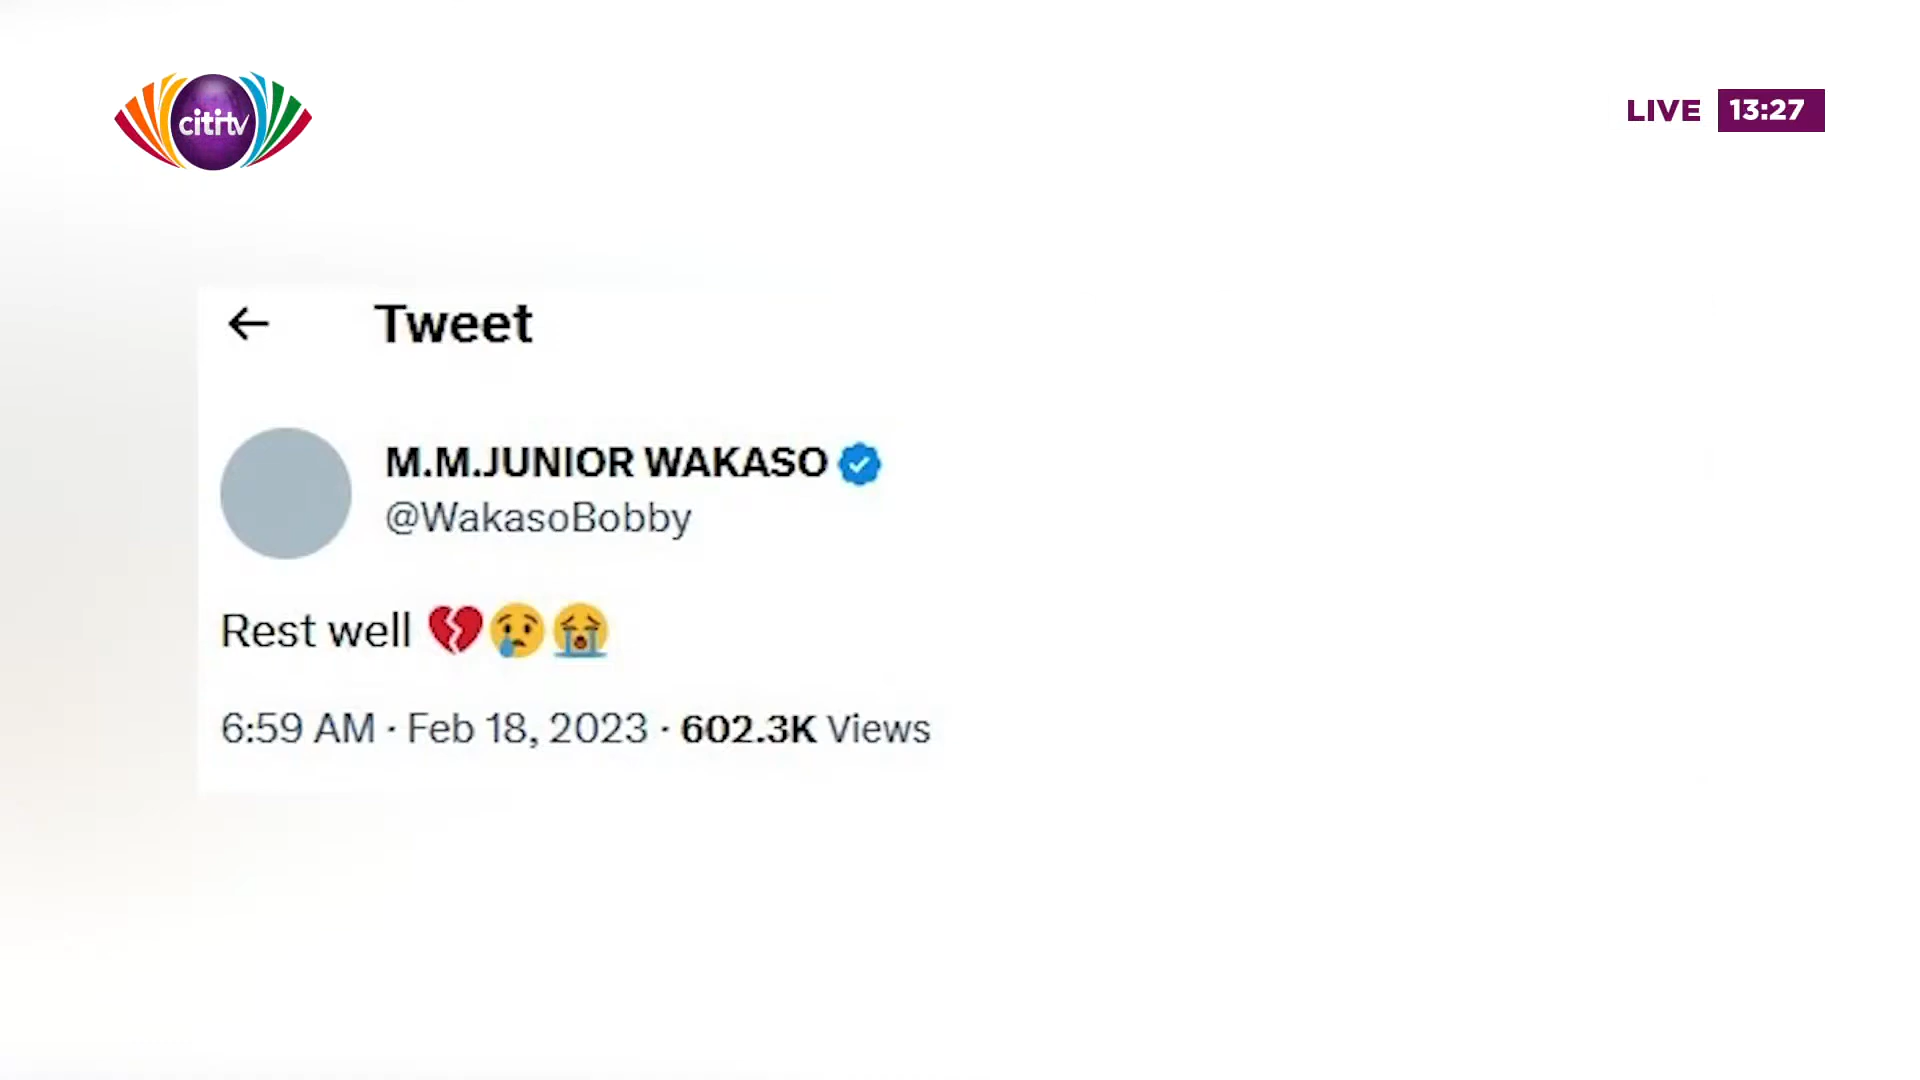 cititv
LIVE 13:27
← Tweet
M.M.JUNIOR WAKASO
@WakasoBobby
Rest well 💔😢😭
6:59 AM · Feb 18, 2023 · 602.3K Views